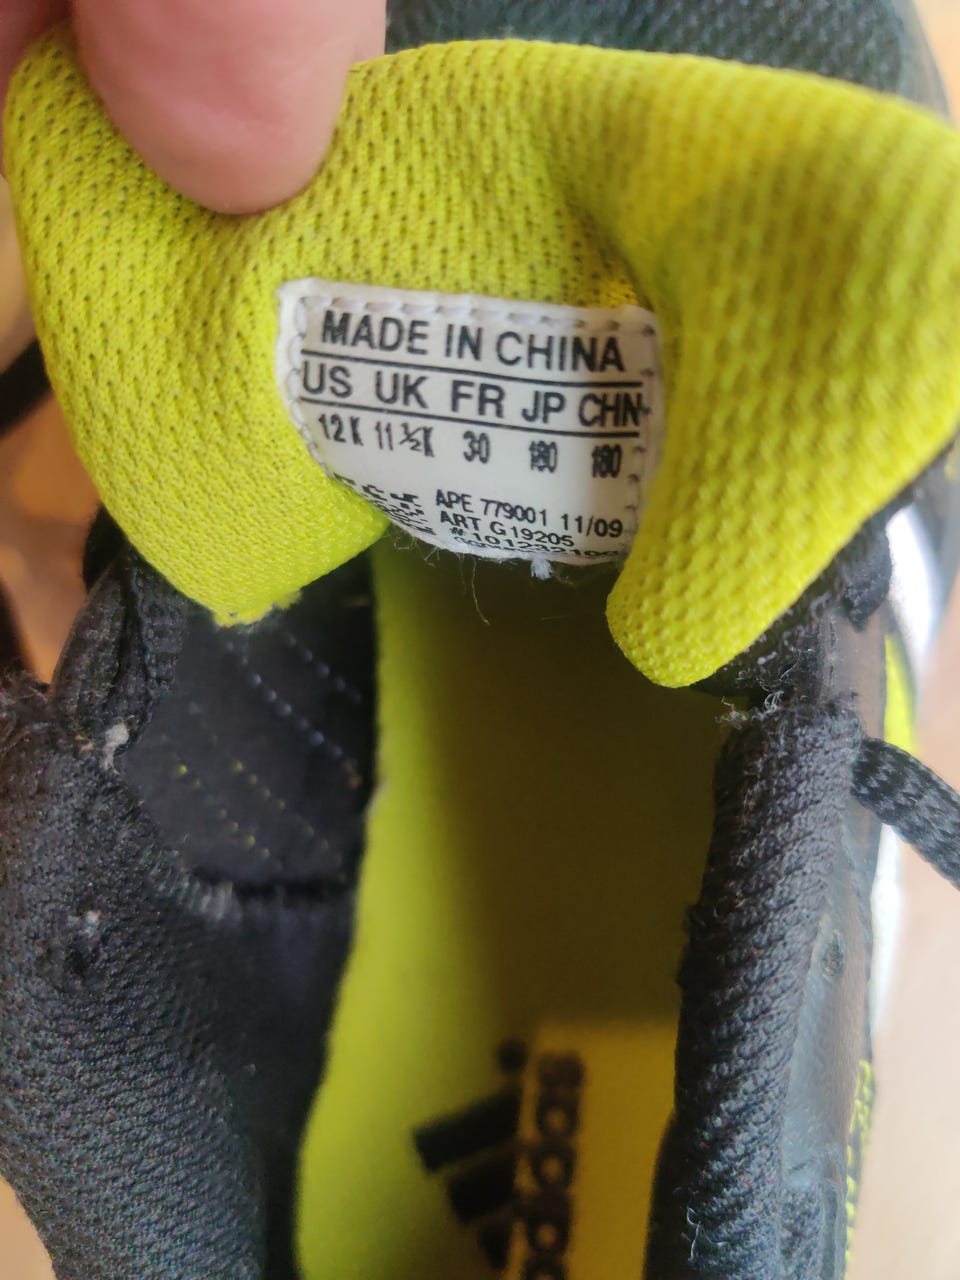 MADE IN CHINA
US UK FR JP CHN
12K 11½K 30 180 180
APE 779001 11/09
ART G19205
adidas